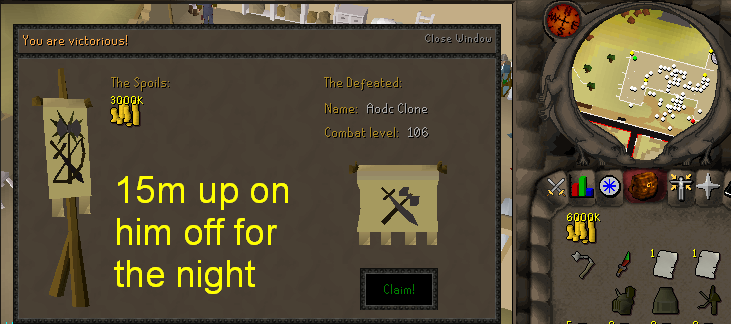 You are victorious!
Close Window
The Spoils:
3000K
The Defeated:
Name: Aodc Clone
Combat level: 106
15m up on
him off for
the night
Claim!
6000K
1
1